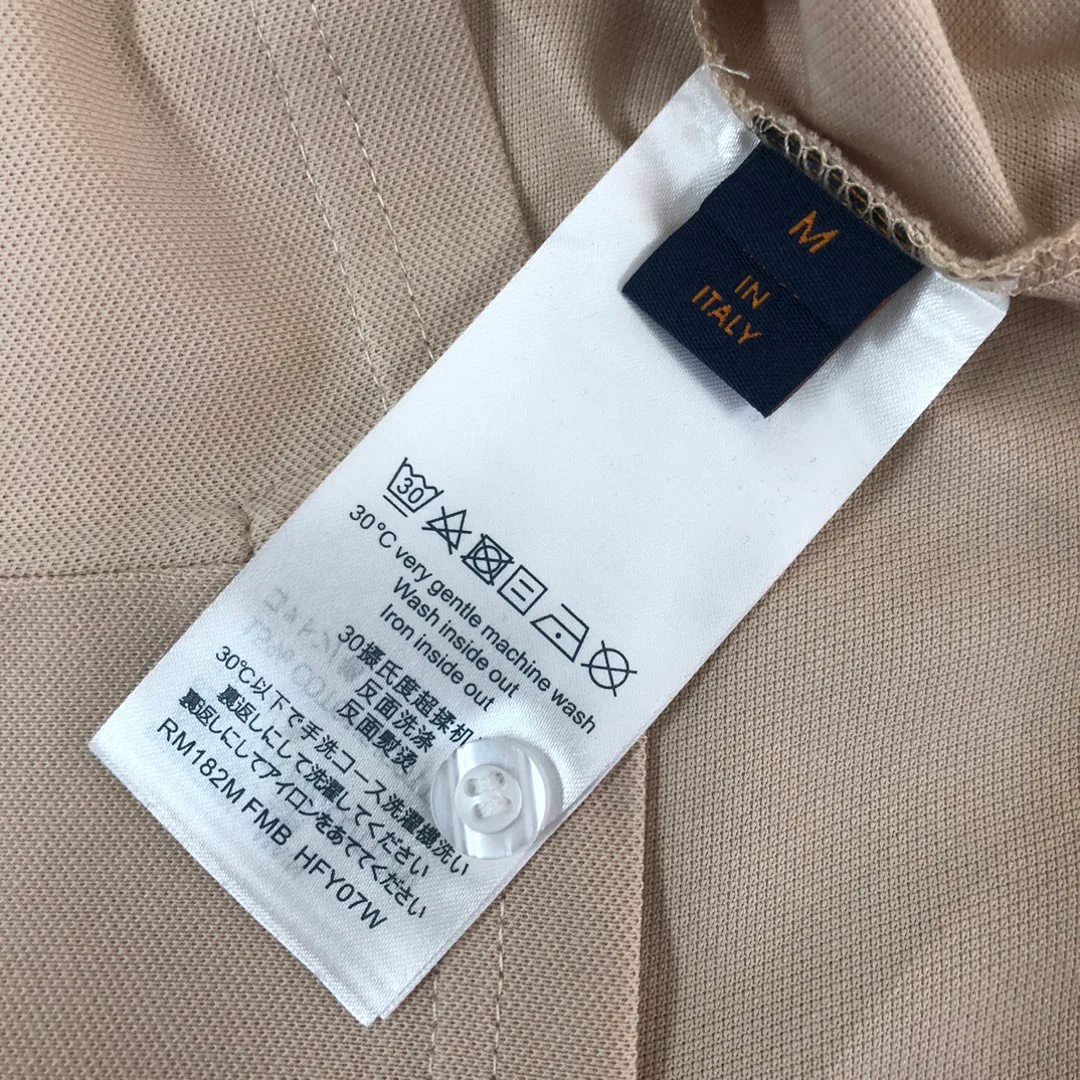 M
IN
ITALY
30
30°C very gentle machine wash
Wash inside out
Iron inside out
30摄氏度超揉机
反面洗涤
反面熨烫
30℃以下で手洗コース洗濯機洗い
裏返しにして洗濯してください
裏返しにしてアイロンをあててください
RM182M FMB HFY07W